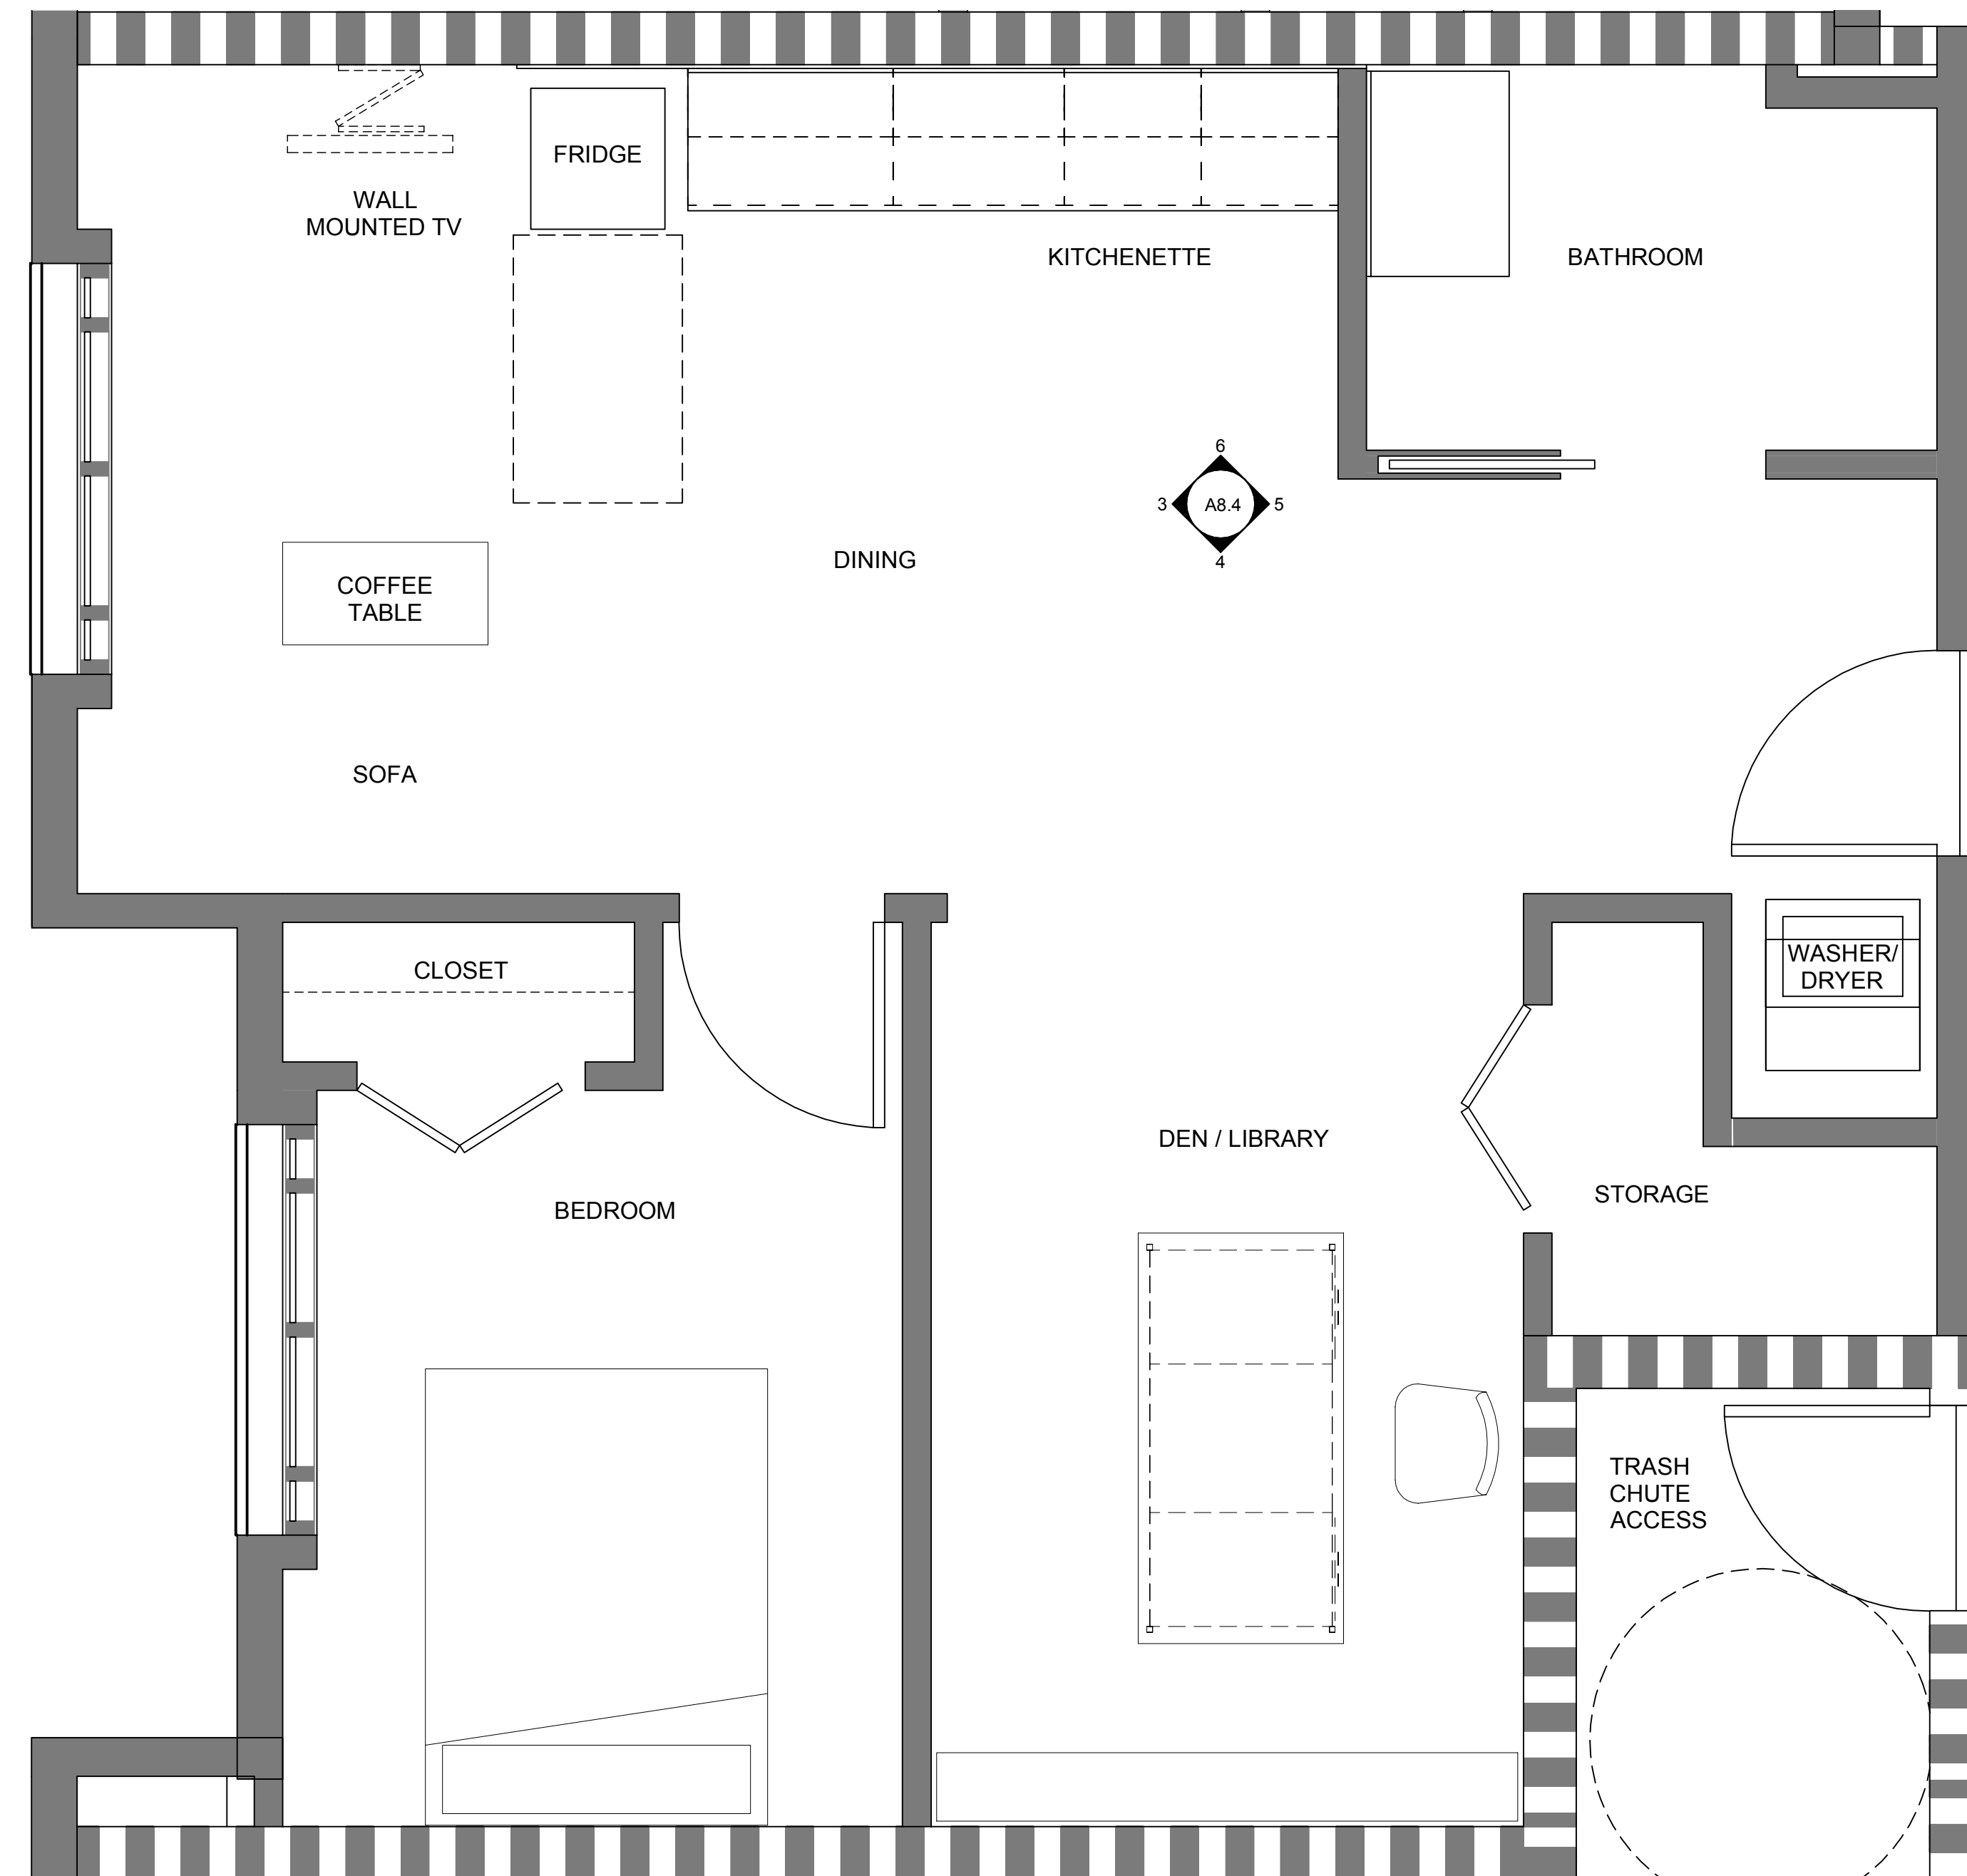 FRIDGE
WALL
MOUNTED TV
KITCHENETTE
BATHROOM
6
3
A8.4
5
4
DINING
COFFEE
TABLE
SOFA
CLOSET
WASHER/
DRYER
DEN / LIBRARY
STORAGE
BEDROOM
TRASH
CHUTE
ACCESS